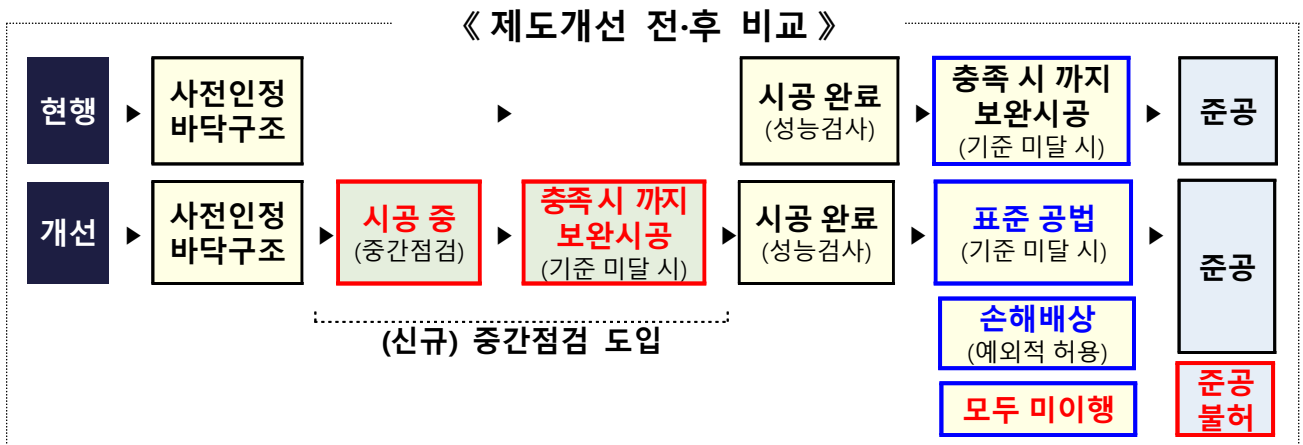 《 제도개선 전·후 비교 》
현행 ▶ 사전인정 바닥구조 ▶ 시공 완료 (성능검사) ▶ 충족 시 까지 보완시공 (기준 미달 시) ▶ 준공
개선 ▶ 사전인정 바닥구조 ▶ 시공 중 (중간점검) ▶ 충족 시 까지 보완시공 (기준 미달 시) ▶ 시공 완료 (성능검사) ▶ 표준 공법 (기준 미달 시) ▶ 준공
(신규) 중간점검 도입
손해배상
(예외적 허용)
모두 미이행
준공
불허